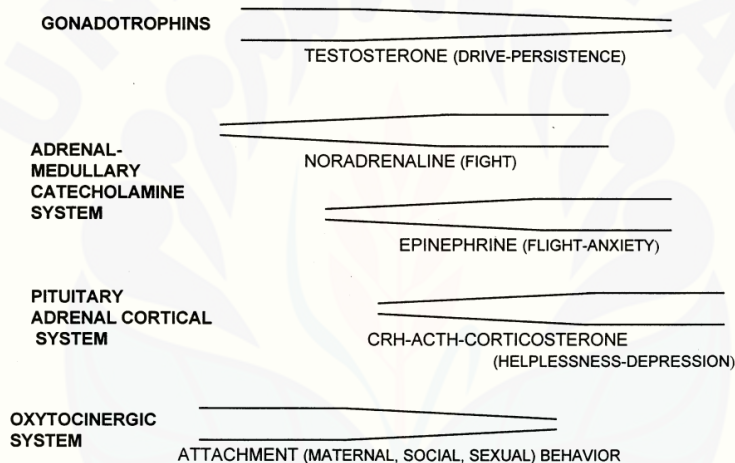 GONADOTROPHINS
TESTOSTERONE (DRIVE-PERSISTENCE)
ADRENAL-
MEDULLARY
CATECHOLAMINE
SYSTEM
NORADRENALINE (FIGHT)
EPINEPHRINE (FLIGHT-ANXIETY)
PITUITARY
ADRENAL CORTICAL
SYSTEM
CRH-ACTH-CORTICOSTERONE
(HELPLESSNESS-DEPRESSION)
OXYTOCINERGIC
SYSTEM
ATTACHMENT (MATERNAL, SOCIAL, SEXUAL) BEHAVIOR